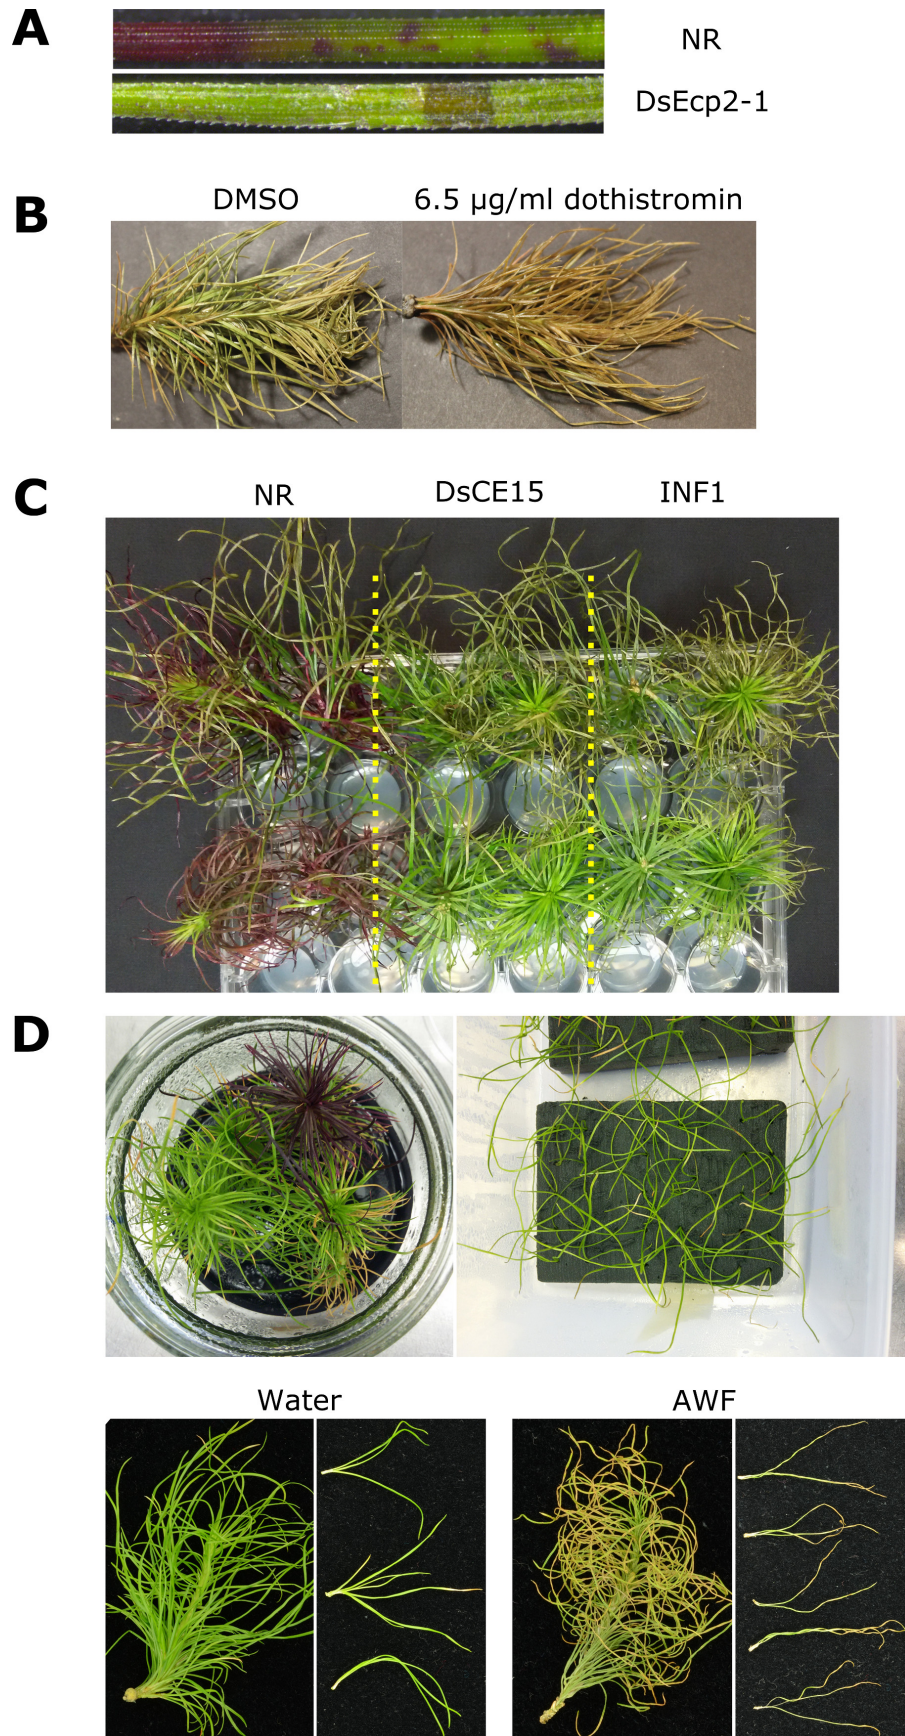 A
NR
DsEcp2-1
B
DMSO
6.5 µg/ml dothistromin
C
NR
DsCE15
INF1
D
Water
AWF